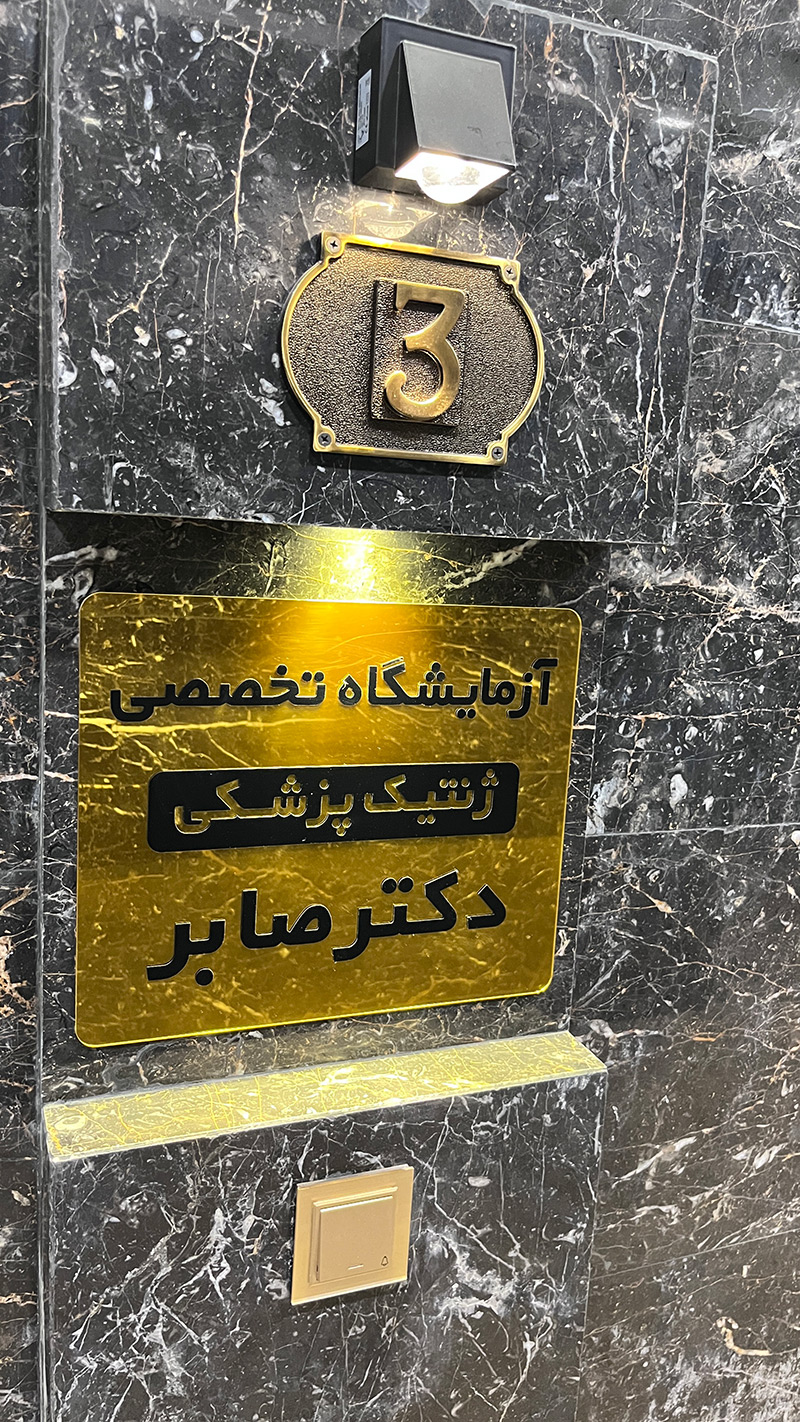 3
آزمایشگاه تخصصی
ژنتیک پزشکی
دکتر صابر